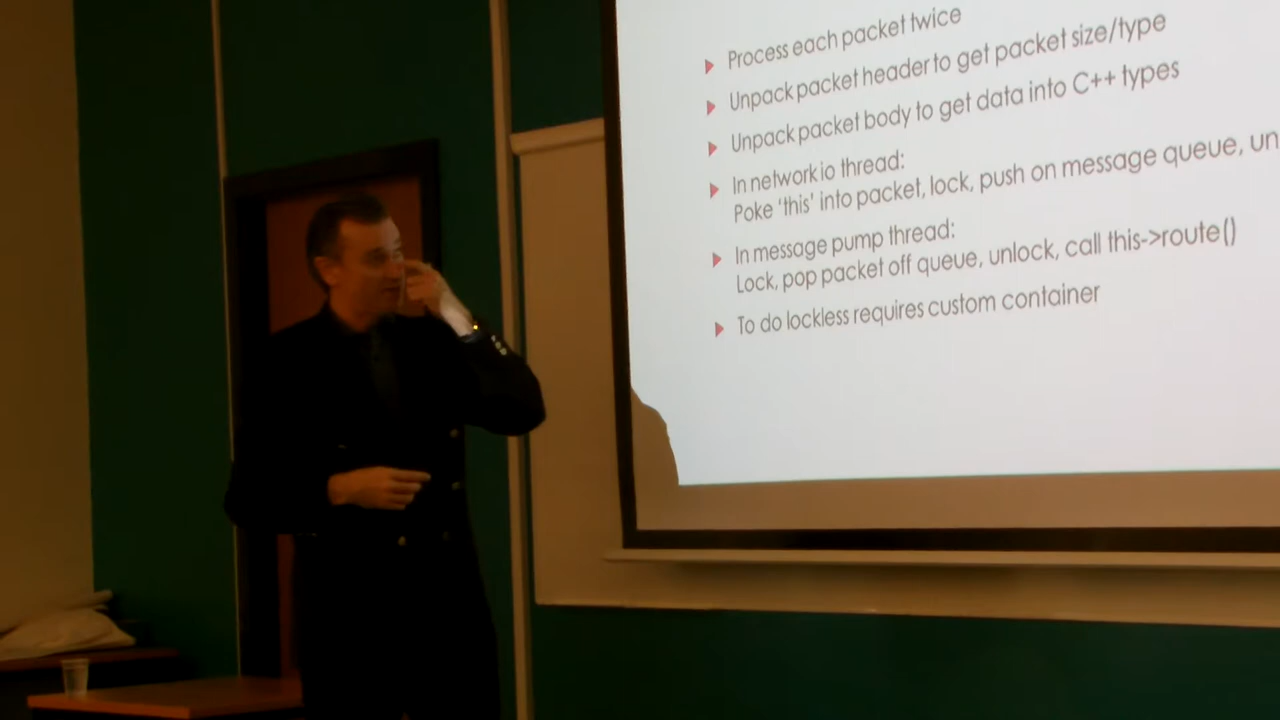 Process each packet twice
Unpack packet header to get packet size/type
Unpack packet body to get data into C++ types
In network io thread:
Poke ‘this’ into packet, lock, push on message queue, un
In message pump thread:
Lock, pop packet off queue, unlock, call this->route()
To do lockless requires custom container